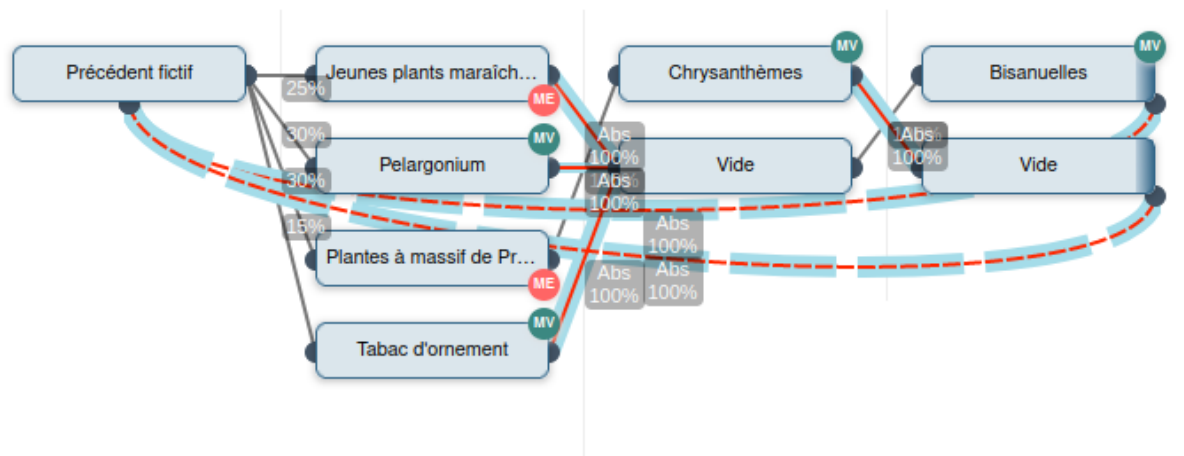 MV
MV
Précédent fictif
Jeunes plants maraîch...
Chrysanthèmes
Bisanuelles
25%
ME
30%
MV
Abs
100%
Abs
100%
Pelargonium
Vide
Vide
30%
Abs
100%
15%
Abs
100%
Plantes à massif de Pr...
ME
Abs
100%
Abs
100%
MV
Tabac d'ornement